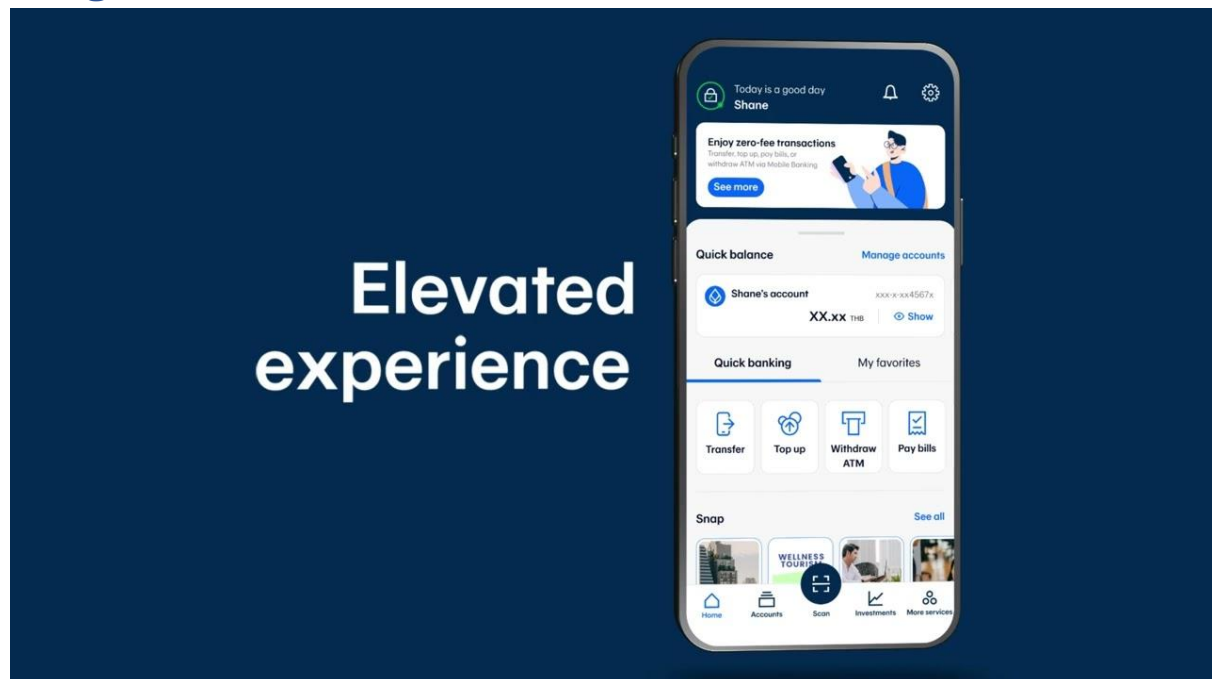 Elevated
experience
Today is a good day
Shane
Enjoy zero-fee transactions
Transfer, top up, pay bills, or
withdraw ATM via Mobile Banking
See more
Quick balance
Manage accounts
Shane's account
xxx-x-xx4567x
XX.xx THB
Show
Quick banking
My favorites
Transfer
Top up
Withdraw
ATM
Pay bills
Snap
See all
WELLNESS
TOURISM
Home
Accounts
Scan
Investments
More services